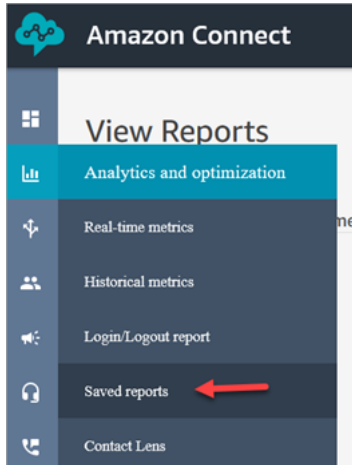 Amazon Connect
View Reports
Analytics and optimization
Real-time metrics
Historical metrics
Login/Logout report
Saved reports
Contact Lens